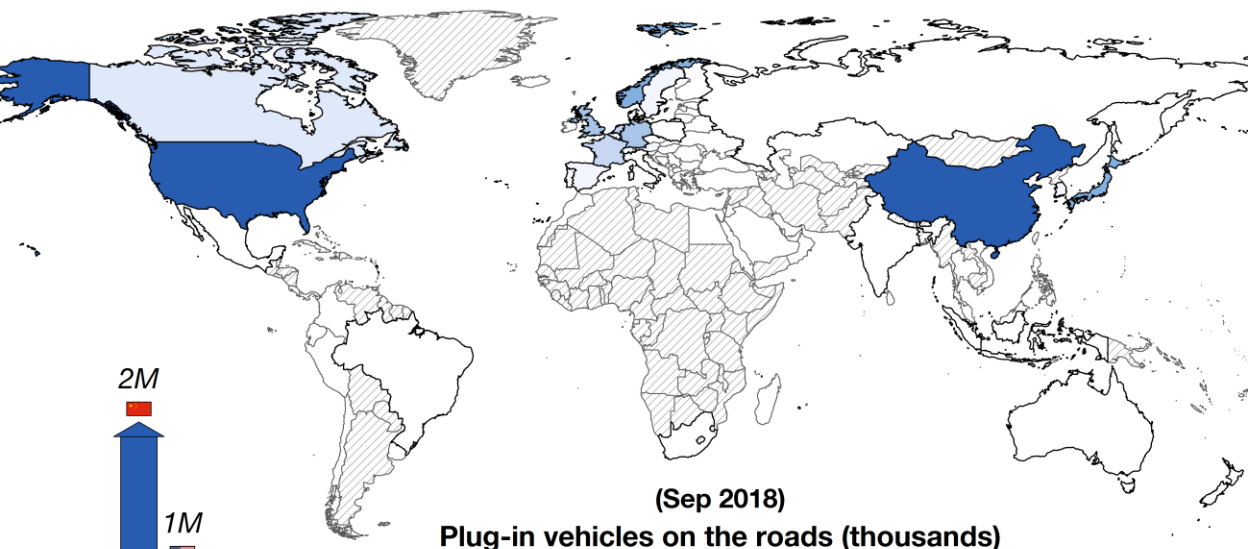 2M
1M
(Sep 2018)
Plug-in vehicles on the roads (thousands)